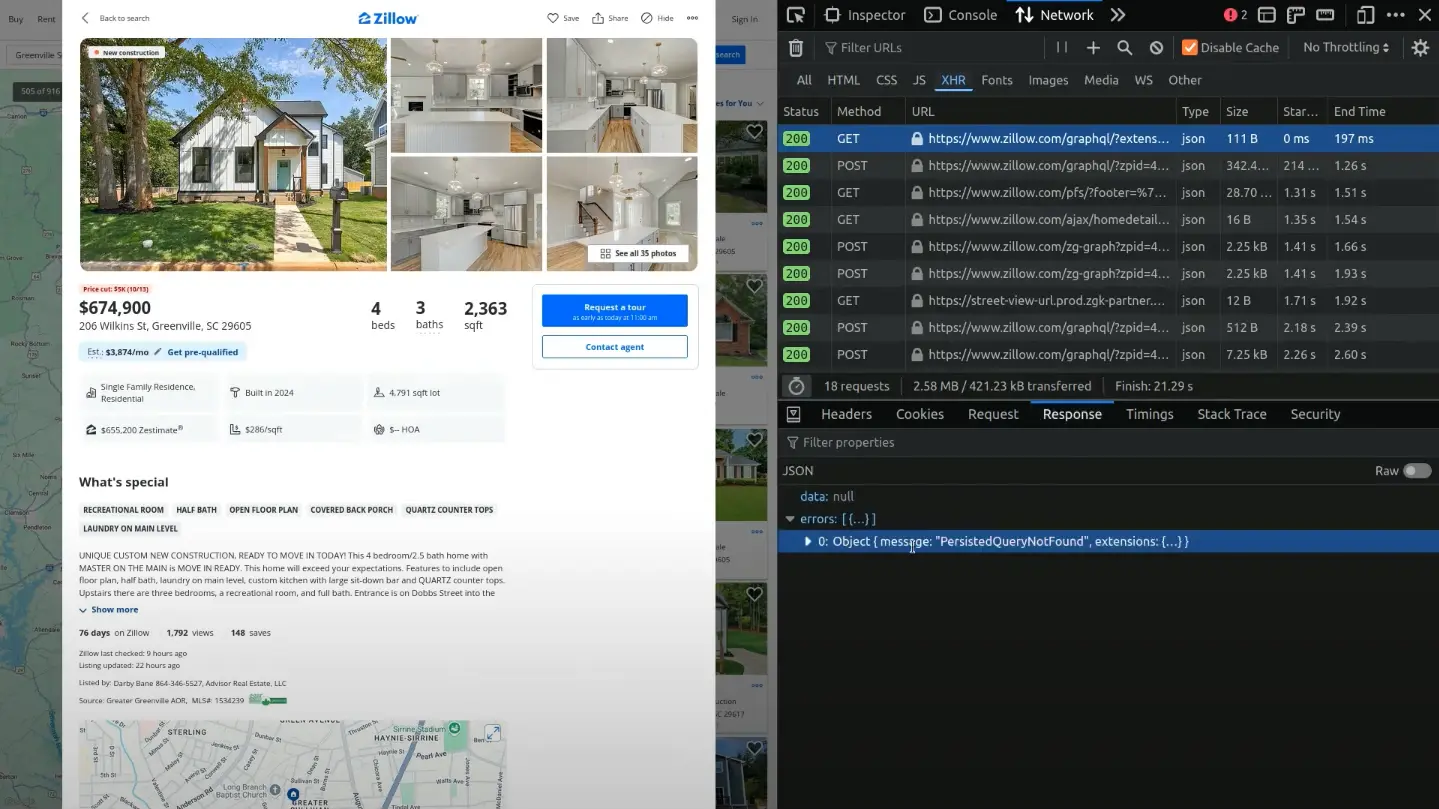 Buy Rent
Back to search
Zillow
Save Share Hide
Sign In
Greenville S
505 of 916
New construction
See all 35 photos
Price cut: $5K (10/13)
$674,900
206 Wilkins St, Greenville, SC 29605
4 beds
3 baths
2,363 sqft
Est.: $3,874/mo Get pre-qualified
Request a tour
as early as today at 11:00 am
Contact agent
Single Family Residence,
Residential
Built in 2024
4,791 sqft lot
$655,200 Zestimate®
$286/sqft
$-- HOA
What's special
RECREATIONAL ROOM HALF BATH OPEN FLOOR PLAN COVERED BACK PORCH QUARTZ COUNTER TOPS
LAUNDRY ON MAIN LEVEL
UNIQUE CUSTOM NEW CONSTRUCTION. READY TO MOVE IN TODAY! This 4 bedroom/2.5 bath home with
MASTER ON THE MAIN is MOVE IN READY. This home will exceed your expectations. Features to include open
floor plan, half bath, laundry on main level, custom kitchen with large sit-down bar and QUARTZ counter tops.
Upstairs there are three bedrooms, a recreational room, and full bath. Entrance is on Dobbs Street into the
Show more
76 days on Zillow 1,792 views 148 saves
Zillow last checked: 9 hours ago
Listing updated: 22 hours ago
Listed by: Darby Bane 864-346-5527, Advisor Real Estate, LLC
Source: Greater Greenville AOR, MLS#: 1534239
STERLING
Sirrine Stadium
HAYNIE-SIRRINE
Pearl Ave
Long Branch
Baptist Church
GREATER
Inspector Console Network 2
Filter URLs Disable Cache No Throttling
All HTML CSS JS XHR Fonts Images Media WS Other
Status Method URL Type Size Star... End Time
200 GET https://www.zillow.com/graphql/?extens... json 111 B 0 ms 197 ms
200 POST https://www.zillow.com/graphql/?zpid=4... json 342.4... 214 ... 1.26 s
200 GET https://www.zillow.com/pfs/?footer=%7... json 28.70 ... 1.31 s 1.51 s
200 GET https://www.zillow.com/ajax/homedetail... json 16 B 1.35 s 1.54 s
200 POST https://www.zillow.com/zg-graph?zpid=4... json 2.25 kB 1.41 s 1.66 s
200 POST https://www.zillow.com/zg-graph?zpid=4... json 2.25 kB 1.41 s 1.93 s
200 GET https://street-view-url.prod.zgk-partner.... json 12 B 1.71 s 1.92 s
200 POST https://www.zillow.com/graphql/?zpid=4... json 512 B 2.18 s 2.39 s
200 POST https://www.zillow.com/graphql/?zpid=4... json 7.25 kB 2.26 s 2.60 s
18 requests 2.58 MB / 421.23 kB transferred Finish: 21.29 s
Headers Cookies Request Response Timings Stack Trace Security
Filter properties
JSON Raw
data: null
errors: [ {…} ]
0: Object { message: "PersistedQueryNotFound", extensions: {…} }